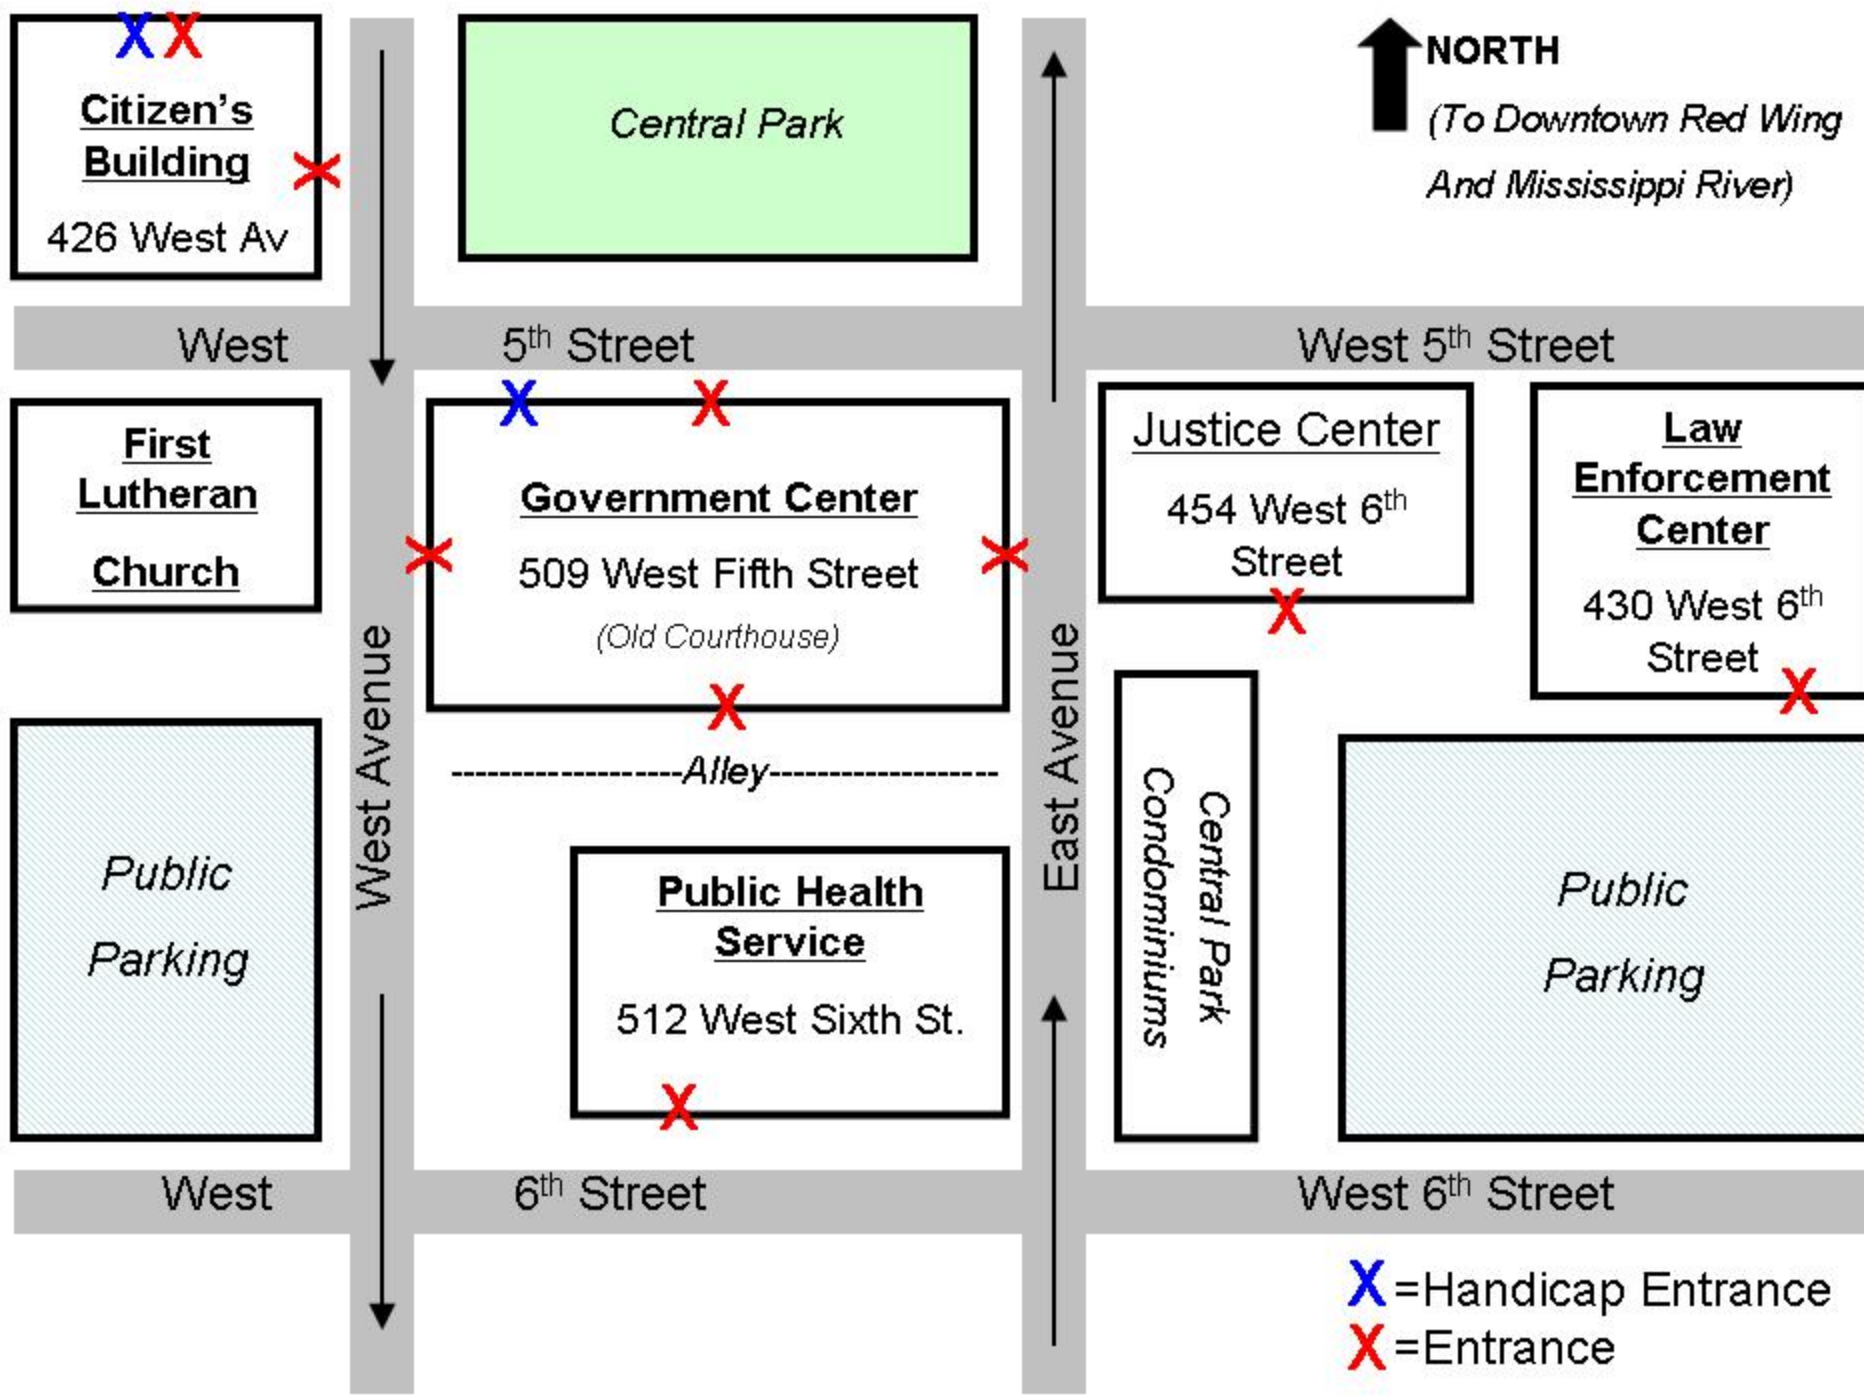 X X
Citizen's
Building
X
426 West Av
Central Park
NORTH
(To Downtown Red Wing
And Mississippi River)
West 5th Street
West 5th Street
First
Lutheran
Church
X X
Government Center
509 West Fifth Street
(Old Courthouse)
X X
X
Justice Center
454 West 6th
Street
X
Law
Enforcement
Center
430 West 6th
Street
X
West Avenue
East Avenue
------------------Alley------------------
Public
Parking
Public Health
Service
512 West Sixth St.
X
Central Park
Condominiums
Public
Parking
West 6th Street
West 6th Street
X=Handicap Entrance
X=Entrance